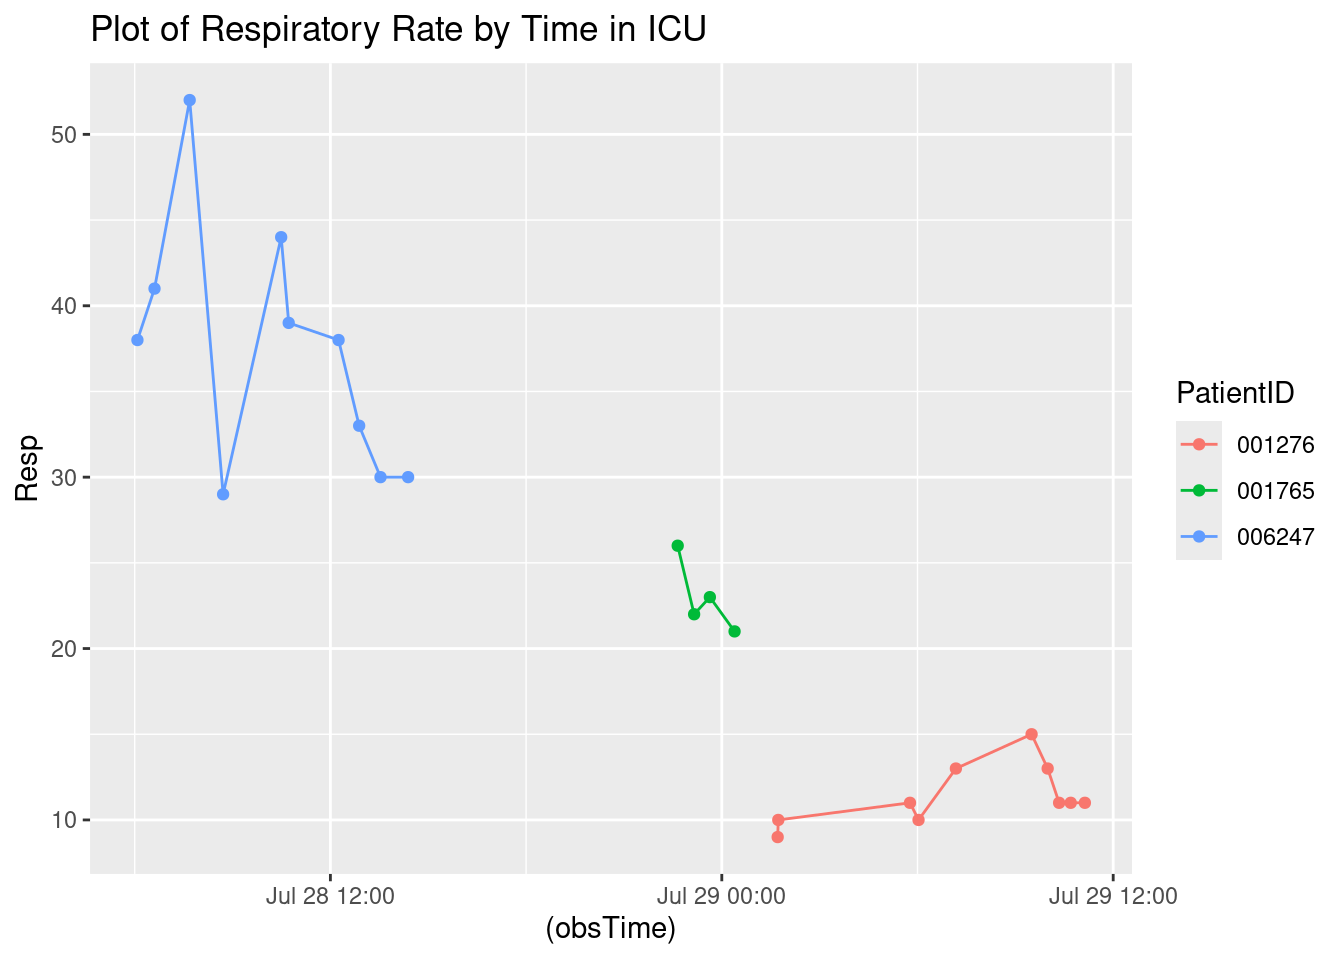 Plot of Respiratory Rate by Time in ICU
50
40
30
20
10
Resp
Jul 28 12:00
Jul 29 00:00
Jul 29 12:00
(obsTime)
PatientID
001276
001765
006247